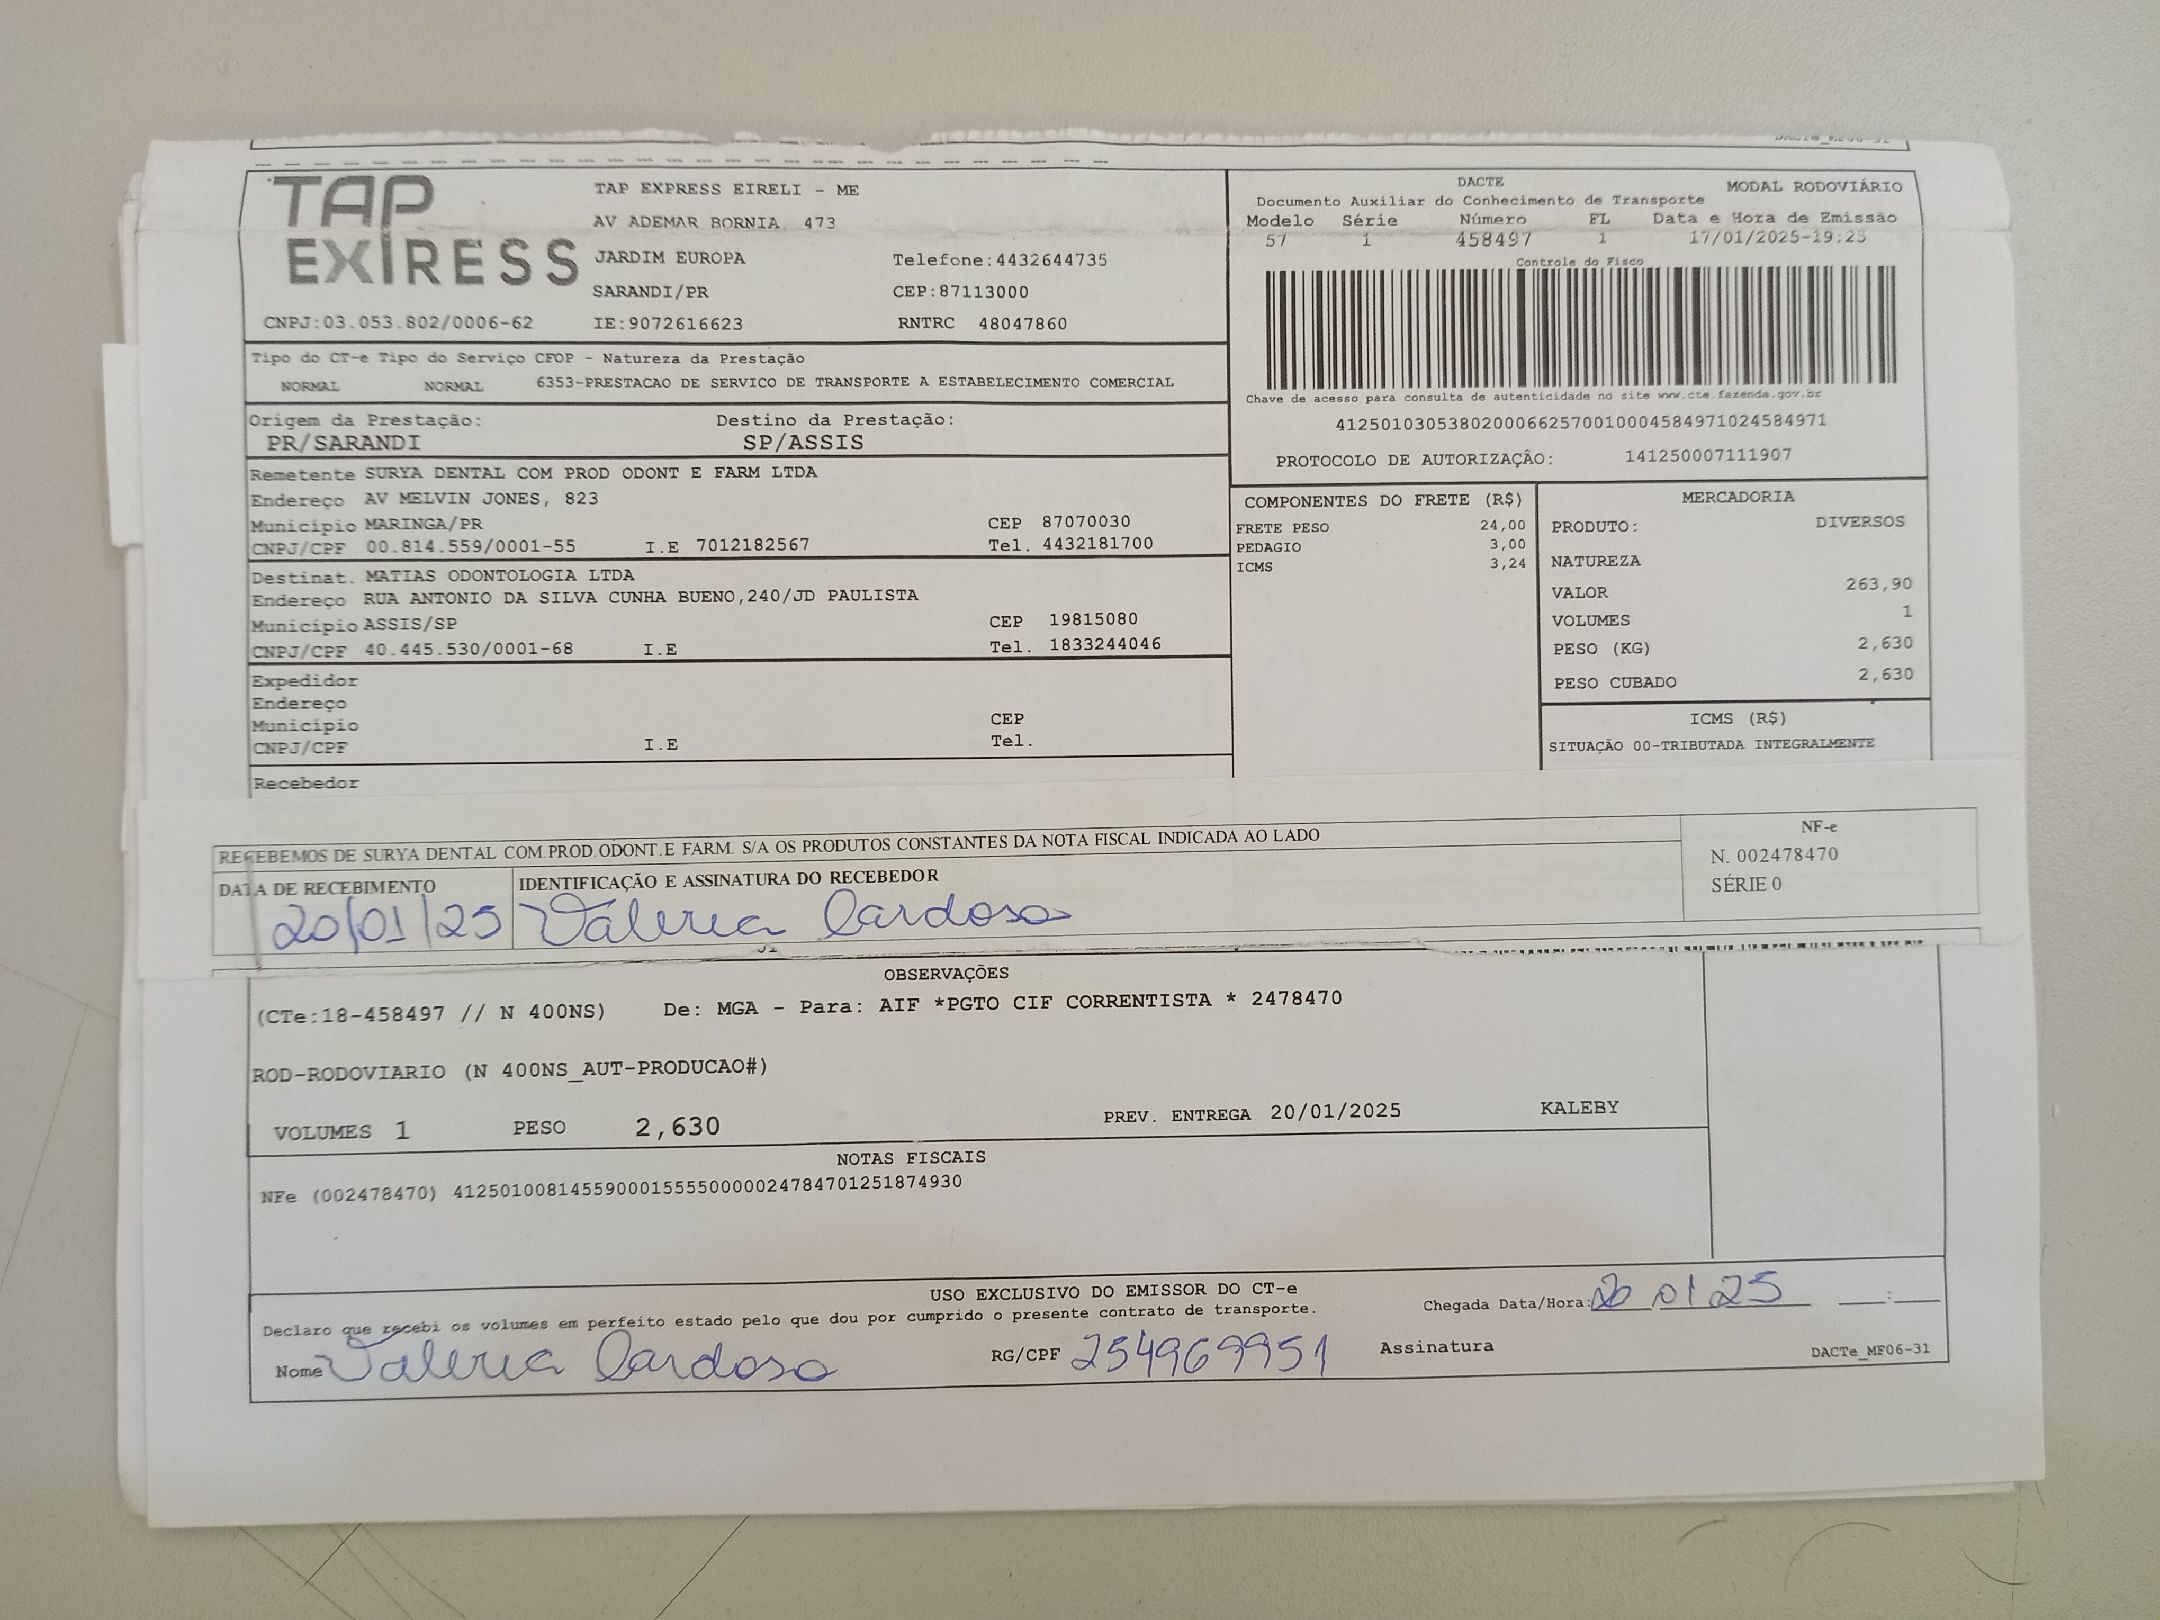 DACTe_MF06-31
TAP
EXIRESS
TAP EXPRESS EIRELI - ME
AV ADEMAR BORNIA, 473
JARDIM EUROPA
Telefone:4432644735
SARANDI/PR
CEP:87113000
CNPJ:03.053.802/0006-62
IE:9072616623
RNTRC 48047860
DACTE
MODAL RODOVIÁRIO
Documento Auxiliar do Conhecimento de Transporte
Modelo Série Número FL Data e Hora de Emissão
57 1 458497 1 17/01/2025-19:25
Controle do Fisco
Chave de acesso para consulta de autenticidade no site www.cte.fazenda.gov.br
41250103053802000662570010004584971024584971
PROTOCOLO DE AUTORIZAÇÃO: 141250007111907
Tipo do CT-e Tipo do Serviço CFOP - Natureza da Prestação
NORMAL NORMAL 6353-PRESTACAO DE SERVICO DE TRANSPORTE A ESTABELECIMENTO COMERCIAL
Origem da Prestação: Destino da Prestação:
PR/SARANDI SP/ASSIS
Remetente SURYA DENTAL COM PROD ODONT E FARM LTDA
Endereço AV MELVIN JONES, 823
Município MARINGA/PR CEP 87070030
CNPJ/CPF 00.814.559/0001-55 I.E 7012182567 Tel. 4432181700
Destinat. MATIAS ODONTOLOGIA LTDA
Endereço RUA ANTONIO DA SILVA CUNHA BUENO,240/JD PAULISTA
Município ASSIS/SP CEP 19815080
CNPJ/CPF 40.445.530/0001-68 I.E Tel. 1833244046
Expedidor
Endereço
Município CEP
CNPJ/CPF I.E Tel.
Recebedor
COMPONENTES DO FRETE (R$)
FRETE PESO 24,00
PEDAGIO 3,00
ICMS 3,24
MERCADORIA
PRODUTO: DIVERSOS
NATUREZA
VALOR 263,90
VOLUMES 1
PESO (KG) 2,630
PESO CUBADO 2,630
ICMS (R$)
SITUAÇÃO 00-TRIBUTADA INTEGRALMENTE
RECEBEMOS DE SURYA DENTAL COM.PROD.ODONT.E FARM. S/A OS PRODUTOS CONSTANTES DA NOTA FISCAL INDICADA AO LADO
DATA DE RECEBIMENTO IDENTIFICAÇÃO E ASSINATURA DO RECEBEDOR
20/01/25 Valeria Cardoso
NF-e
N. 002478470
SÉRIE 0
OBSERVAÇÕES
(CTe:18-458497 // N 400NS) De: MGA - Para: AIF *PGTO CIF CORRENTISTA * 2478470
ROD-RODOVIARIO (N 400NS_AUT-PRODUCAO#)
VOLUMES 1 PESO 2,630 PREV. ENTREGA 20/01/2025 KALEBY
NOTAS FISCAIS
NFe (002478470) 41250100814559000155550000024784701251874930
USO EXCLUSIVO DO EMISSOR DO CT-e
Declaro que recebi os volumes em perfeito estado pelo que dou por cumprido o presente contrato de transporte.
Chegada Data/Hora: 20 01 25 __:__
Nome Valeria Cardoso RG/CPF 254969951 Assinatura
DACTe_MF06-31